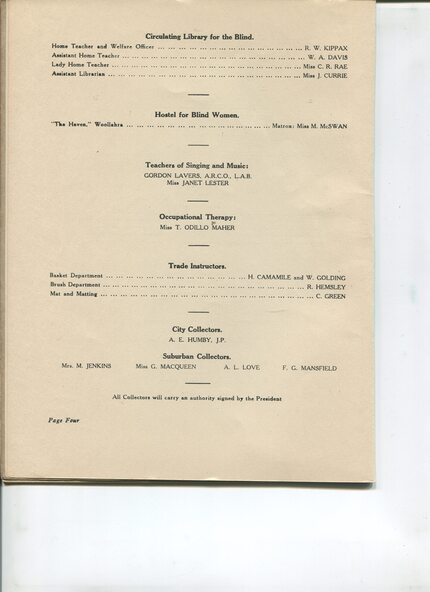 Circulating Library for the Blind.
Home Teacher and Welfare Officer ... ... ... ... ... ... ... ... ... ... ... ... ... ... R. W. KIPPAX
Assistant Home Teacher ... ... ... ... ... ... ... ... ... ... ... ... ... ... ... W. A. DAVIS
Lady Home Teacher ... ... ... ... ... ... ... ... ... ... ... ... ... ... ... Miss C. R. RAE
Assistant Librarian ... ... ... ... ... ... ... ... ... ... ... ... ... ... ... Miss J. CURRIE
Hostel for Blind Women.
"The Haven," Woollahra ... ... ... ... ... ... ... ... ... ... ... ... Matron: Miss M. McSWAN
Teachers of Singing and Music:
GORDON LAVERS, A.R.C.O., L.A.B.
Miss JANET LESTER
Occupational Therapy:
Miss T. ODILLO MAHER
Trade Instructors.
Basket Department ... ... ... ... ... ... ... ... ... ... ... H. CAMAMILE and W. GOLDING
Brush Department ... ... ... ... ... ... ... ... ... ... ... ... ... ... ... R. HEMSLEY
Mat and Matting ... ... ... ... ... ... ... ... ... ... ... ... ... ... ... ... C. GREEN
City Collectors.
A. E. HUMBY, J.P.
Suburban Collectors.
Mrs. M. JENKINS Miss G. MACQUEEN A. L. LOVE F. G. MANSFIELD
All Collectors will carry an authority signed by the President
Page Four